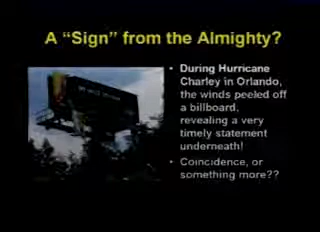 A “Sign” from the Almighty?
• During Hurricane
Charley in Orlando,
the winds peeled off
a billboard,
revealing a very
timely statement
underneath!
• Coincidence, or
something more??